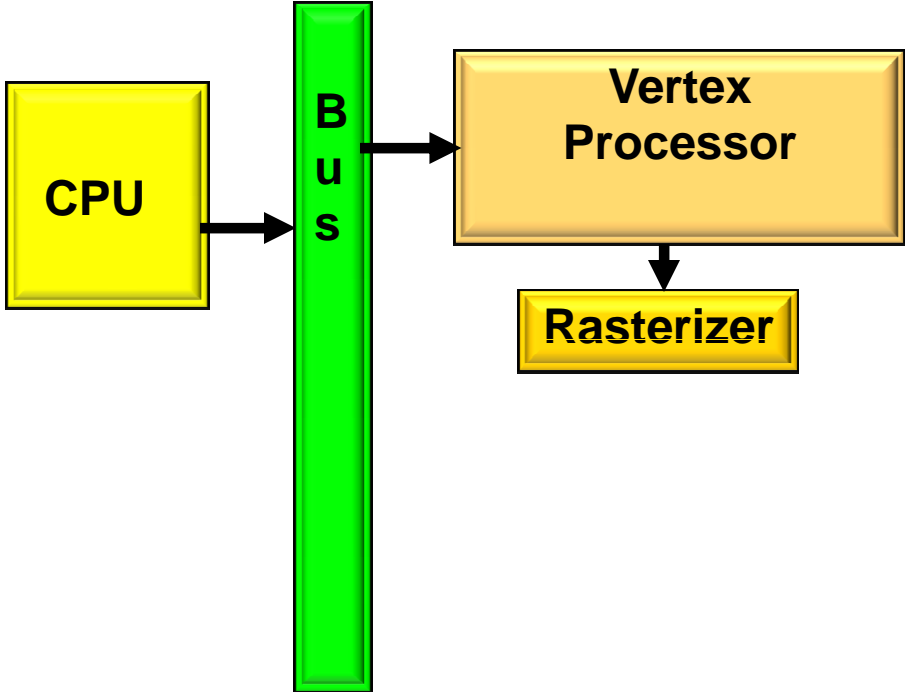 CPU
B
u
s
Vertex
Processor
Rasterizer